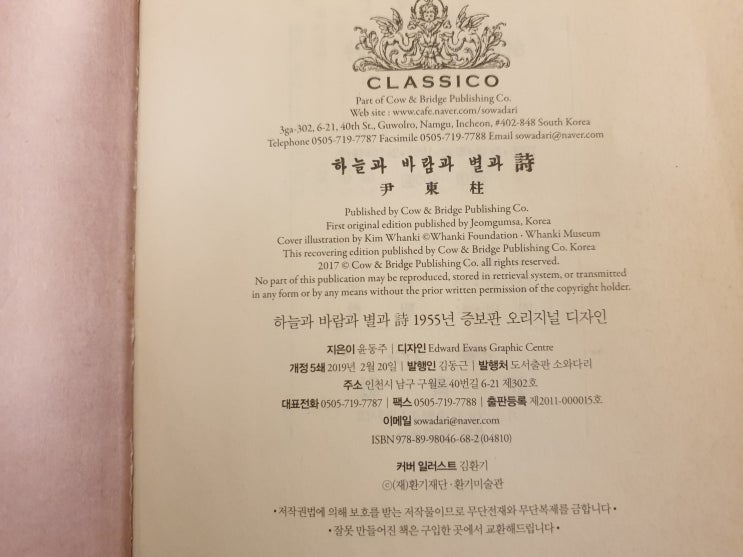 CLASSICO
Part of Cow & Bridge Publishing Co.
Web site : www.cafe.naver.com/sowadari
3ga-302, 6-21, 40th St., Guwolro, Namgu, Incheon, #402-848 South Korea
Telephone 0505-719-7787 Facsimile 0505-719-7788 Email sowadari@naver.com
하늘과 바람과 별과 詩
尹 東 柱
Published by Cow & Bridge Publishing Co.
First original edition published by Jeomgumsa, Korea
Cover illustration by Kim Whanki ©Whanki Foundation · Whanki Museum
This recovering edition published by Cow & Bridge Publishing Co. Korea
2017 © Cow & Bridge Publishing Co. all rights reserved.
No part of this publication may be reproduced, stored in retrieval system, or transmitted
in any form or by any means without the prior written permission of the copyright holder.
하늘과 바람과 별과 詩 1955년 증보판 오리지널 디자인
지은이 윤동주 | 디자인 Edward Evans Graphic Centre
개정 5쇄 2019년 2월 20일 | 발행인 김동근 | 발행처 도서출판 소와다리
주소 인천시 남구 구월로 40번길 6-21 제302호
대표전화 0505-719-7787 | 팩스 0505-719-7788 | 출판등록 제2011-000015호
이메일 sowadari@naver.com
ISBN 978-89-98046-68-2 (04810)
커버 일러스트 김환기
ⓒ(재)환기재단 · 환기미술관
• 저작권법에 의해 보호를 받는 저작물이므로 무단전재와 무단복제를 금합니다 •
• 잘못 만들어진 책은 구입한 곳에서 교환해드립니다 •